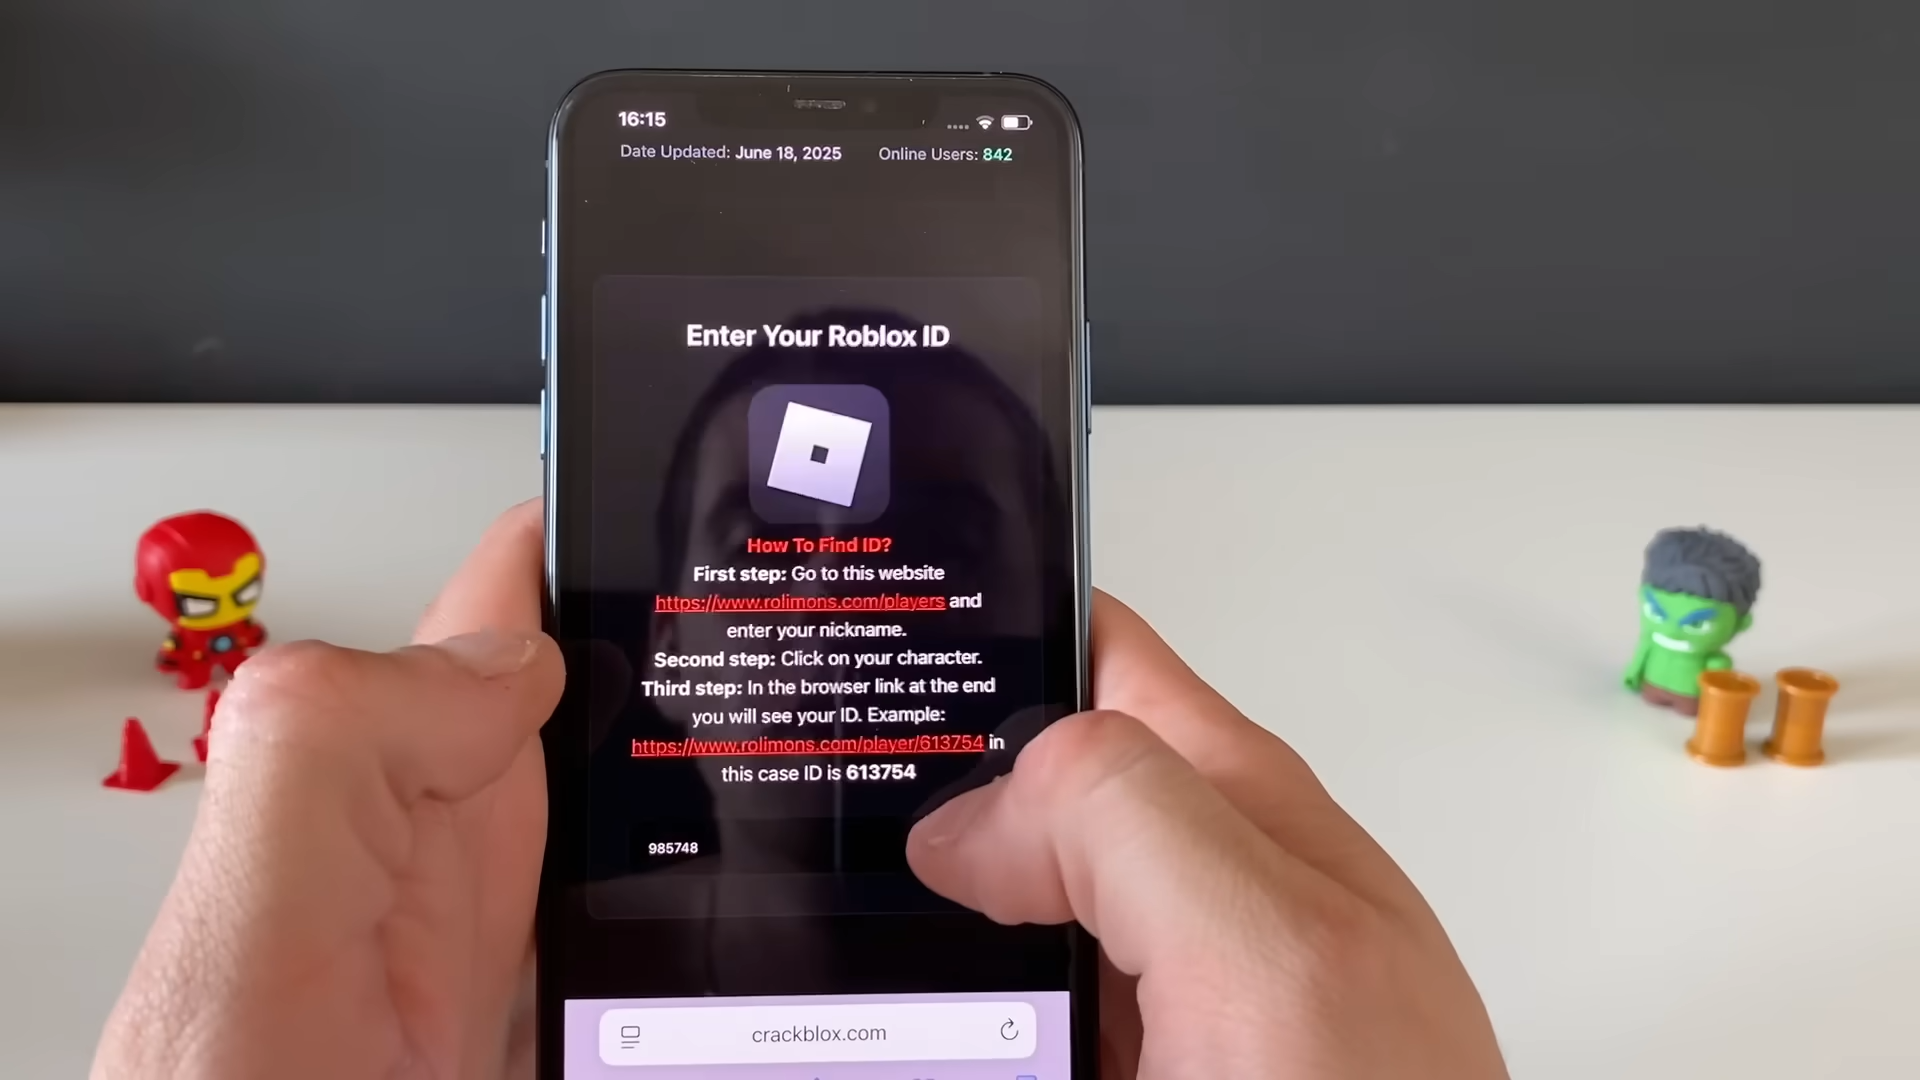 16:15
Date Updated: June 18, 2025 Online Users: 842
Enter Your Roblox ID
How To Find ID?
First step: Go to this website
https://www.rolimons.com/players and
enter your nickname.
Second step: Click on your character.
Third step: In the browser link at the end
you will see your ID. Example:
https://www.rolimons.com/player/613754 in
this case ID is 613754
985748
crackblox.com